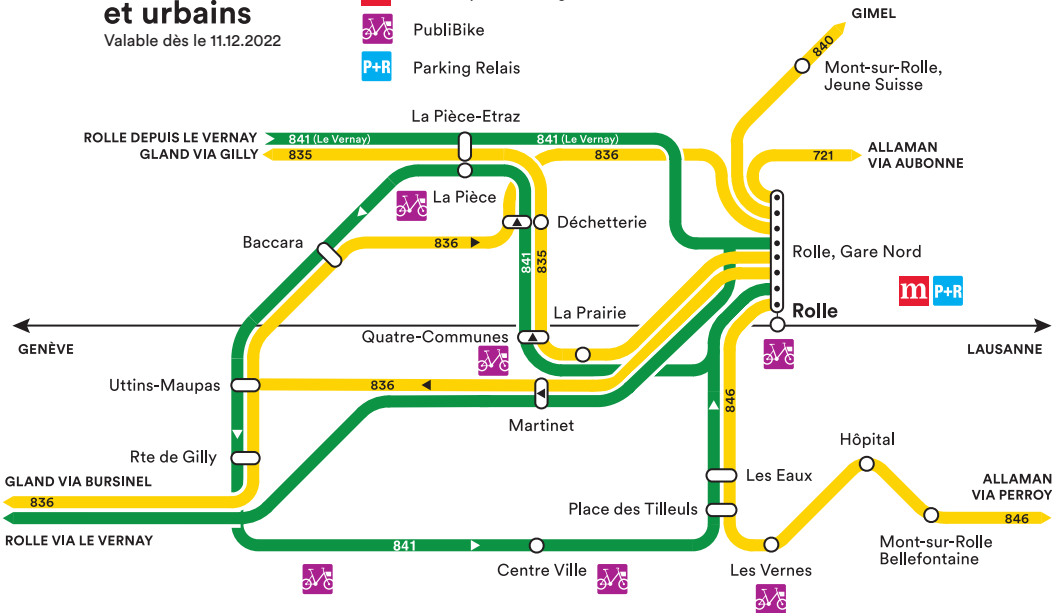 et urbains
Valable dès le 11.12.2022
PubliBike
P+R
Parking Relais
GIMEL
840
Mont-sur-Rolle,
Jeune Suisse
La Pièce-Etraz
ROLLE DEPUIS LE VERNAY
841 (Le Vernay)
841 (Le Vernay)
GLAND VIA GILLY
835
836
721
ALLAMAN
VIA AUBONNE
La Pièce
Déchetterie
Baccara
836
841
835
Rolle, Gare Nord
m
P+R
La Prairie
Rolle
Quatre-Communes
GENÈVE
LAUSANNE
Uttins-Maupas
836
846
Martinet
Hôpital
Rte de Gilly
Les Eaux
GLAND VIA BURSINEL
836
ALLAMAN
VIA PERROY
Place des Tilleuls
846
ROLLE VIA LE VERNAY
841
Mont-sur-Rolle
Bellefontaine
Centre Ville
Les Vernes